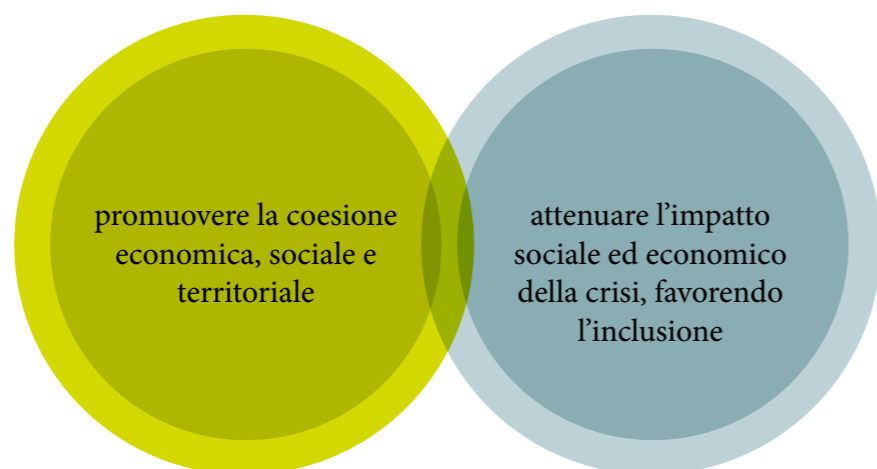 promuovere la coesione
economica, sociale e
territoriale
attenuare l’impatto
sociale ed economico
della crisi, favorendo
l’inclusione